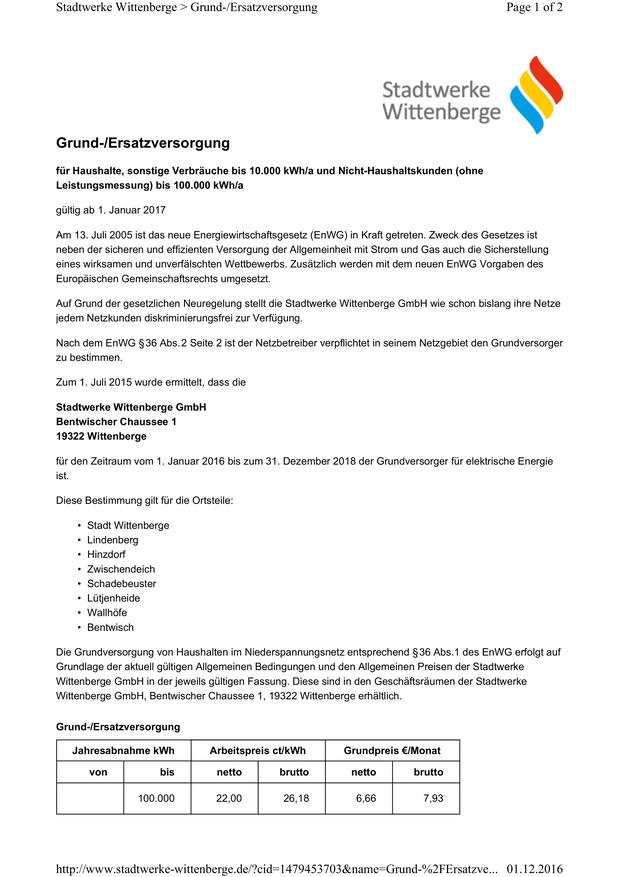 Stadtwerke Wittenberge > Grund-/Ersatzversorgung Page 1 of 2
Stadtwerke
Wittenberge
Grund-/Ersatzversorgung
für Haushalte, sonstige Verbräuche bis 10.000 kWh/a und Nicht-Haushaltskunden (ohne
Leistungsmessung) bis 100.000 kWh/a
gültig ab 1. Januar 2017
Am 13. Juli 2005 ist das neue Energiewirtschaftsgesetz (EnWG) in Kraft getreten. Zweck des Gesetzes ist
neben der sicheren und effizienten Versorgung der Allgemeinheit mit Strom und Gas auch die Sicherstellung
eines wirksamen und unverfälschten Wettbewerbs. Zusätzlich werden mit dem neuen EnWG Vorgaben des
Europäischen Gemeinschaftsrechts umgesetzt.
Auf Grund der gesetzlichen Neuregelung stellt die Stadtwerke Wittenberge GmbH wie schon bislang ihre Netze
jedem Netzkunden diskriminierungsfrei zur Verfügung.
Nach dem EnWG §36 Abs.2 Seite 2 ist der Netzbetreiber verpflichtet in seinem Netzgebiet den Grundversorger
zu bestimmen.
Zum 1. Juli 2015 wurde ermittelt, dass die
Stadtwerke Wittenberge GmbH
Bentwischer Chaussee 1
19322 Wittenberge
für den Zeitraum vom 1. Januar 2016 bis zum 31. Dezember 2018 der Grundversorger für elektrische Energie
ist.
Diese Bestimmung gilt für die Ortsteile:
• Stadt Wittenberge
• Lindenberg
• Hinzdorf
• Zwischendeich
• Schadebeuster
• Lütjenheide
• Wallhöfe
• Bentwisch
Die Grundversorgung von Haushalten im Niederspannungsnetz entsprechend §36 Abs.1 des EnWG erfolgt auf
Grundlage der aktuell gültigen Allgemeinen Bedingungen und den Allgemeinen Preisen der Stadtwerke
Wittenberge GmbH in der jeweils gültigen Fassung. Diese sind in den Geschäftsräumen der Stadtwerke
Wittenberge GmbH, Bentwischer Chaussee 1, 19322 Wittenberge erhältlich.
Grund-/Ersatzversorgung
Jahresabnahme kWh Arbeitspreis ct/kWh Grundpreis €/Monat
von bis netto brutto netto brutto
100.000 22,00 26,18 6,66 7,93
http://www.stadtwerke-wittenberge.de/?cid=1479453703&name=Grund-%2FErsatzve... 01.12.2016